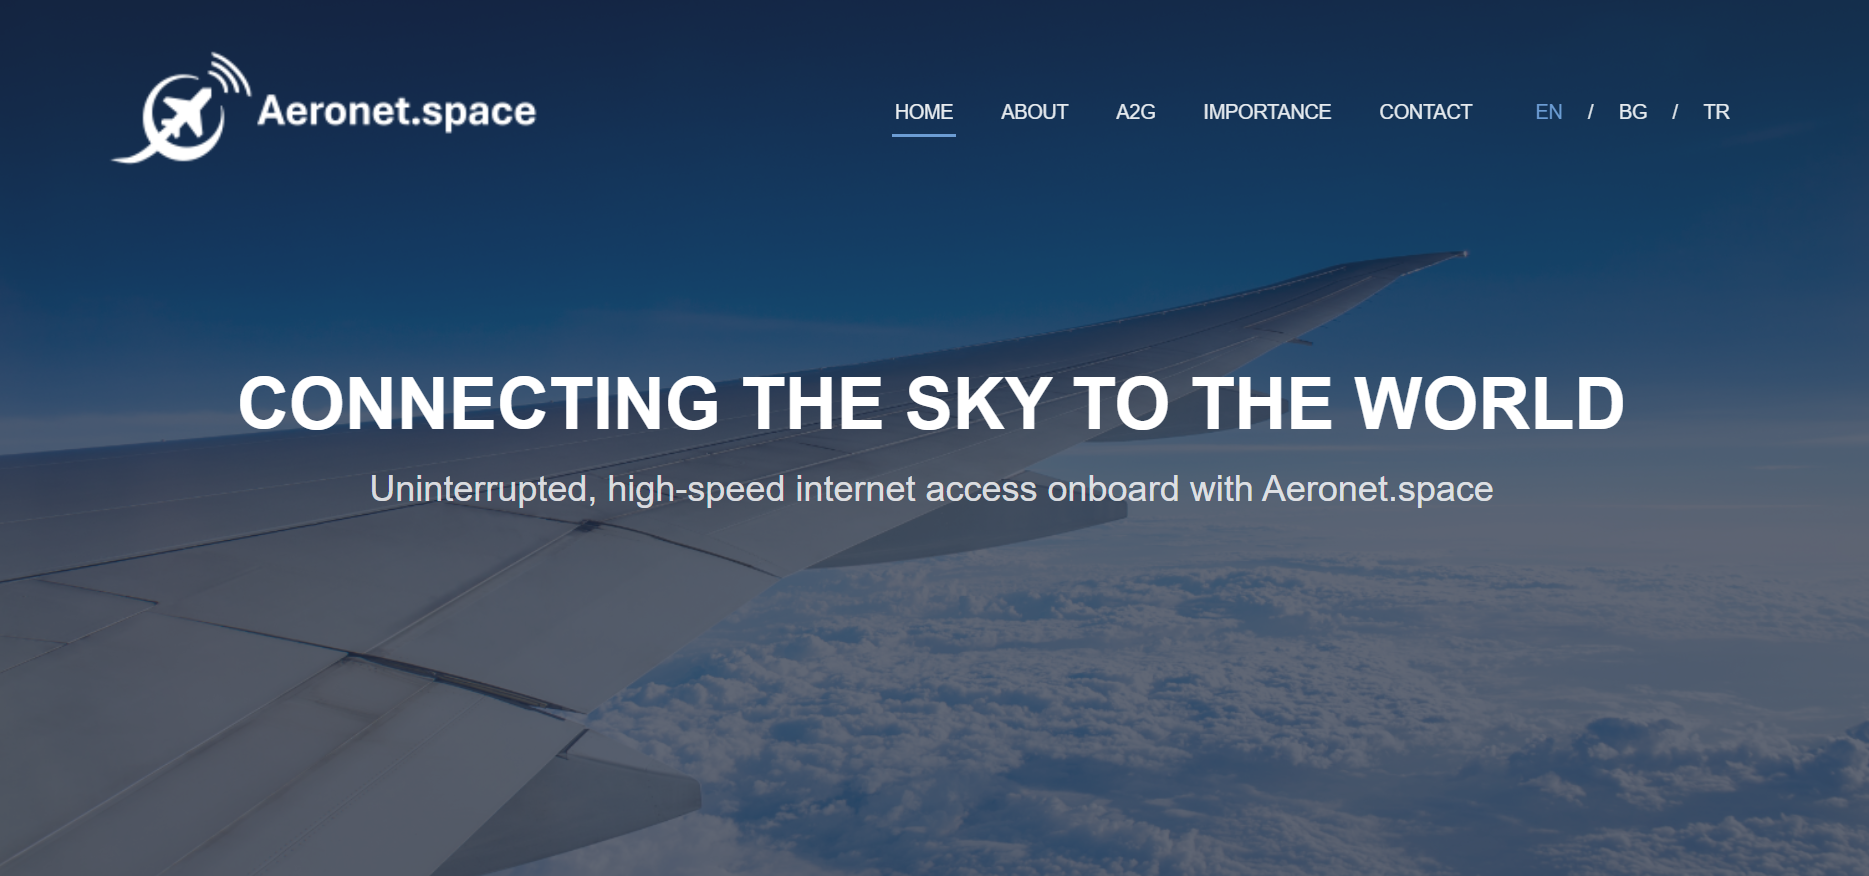 Aeronet.space
HOME ABOUT A2G IMPORTANCE CONTACT EN / BG / TR
CONNECTING THE SKY TO THE WORLD
Uninterrupted, high-speed internet access onboard with Aeronet.space